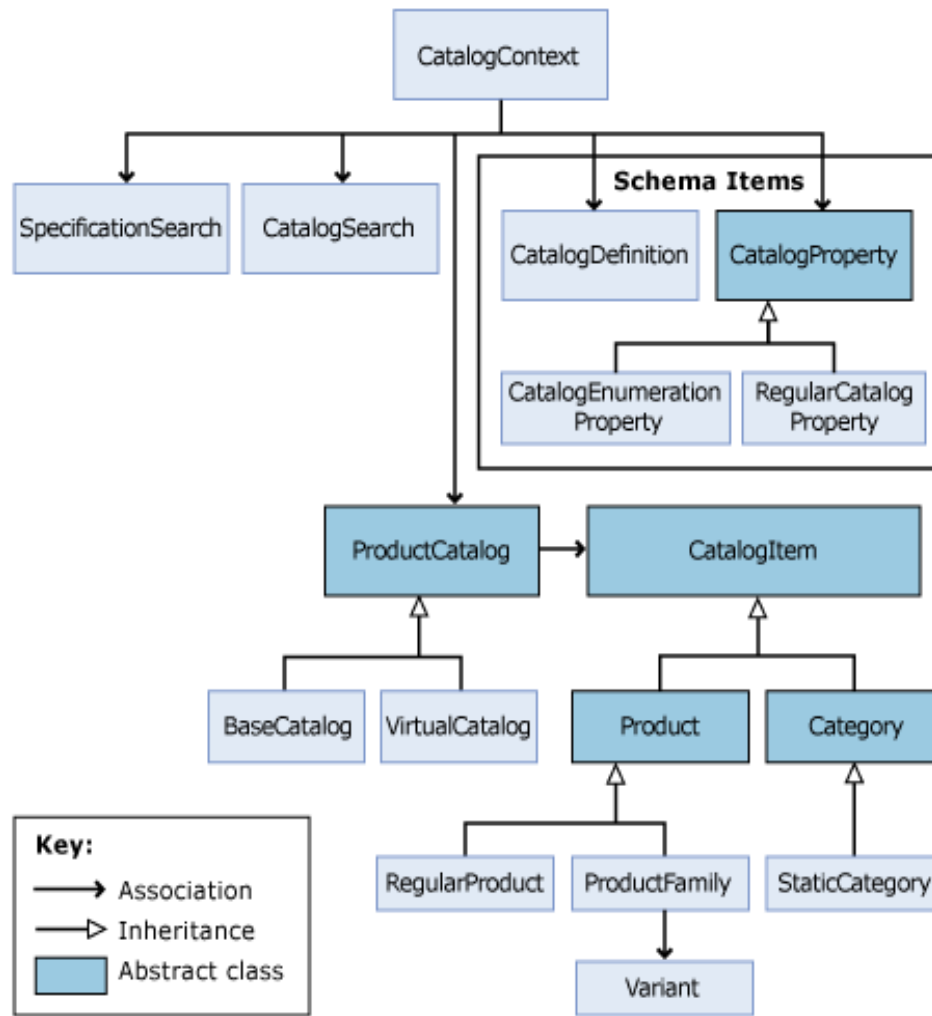 CatalogContext
SpecificationSearch
CatalogSearch
Schema Items
CatalogDefinition
CatalogProperty
CatalogEnumeration
Property
RegularCatalog
Property
ProductCatalog
CatalogItem
BaseCatalog
VirtualCatalog
Product
Category
Key:
Association
Inheritance
Abstract class
RegularProduct
ProductFamily
StaticCategory
Variant